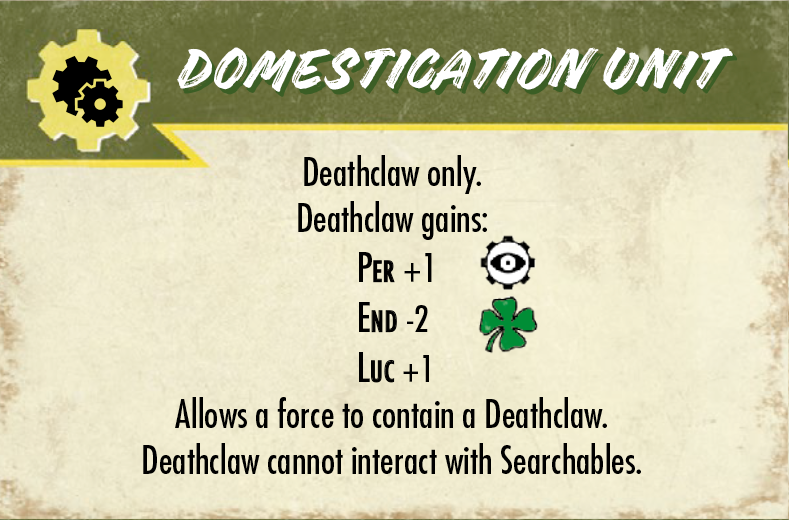 DOMESTICATION UNIT
Deathclaw only.
Deathclaw gains:
PER +1
END -2
LUC +1
Allows a force to contain a Deathclaw.
Deathclaw cannot interact with Searchables.